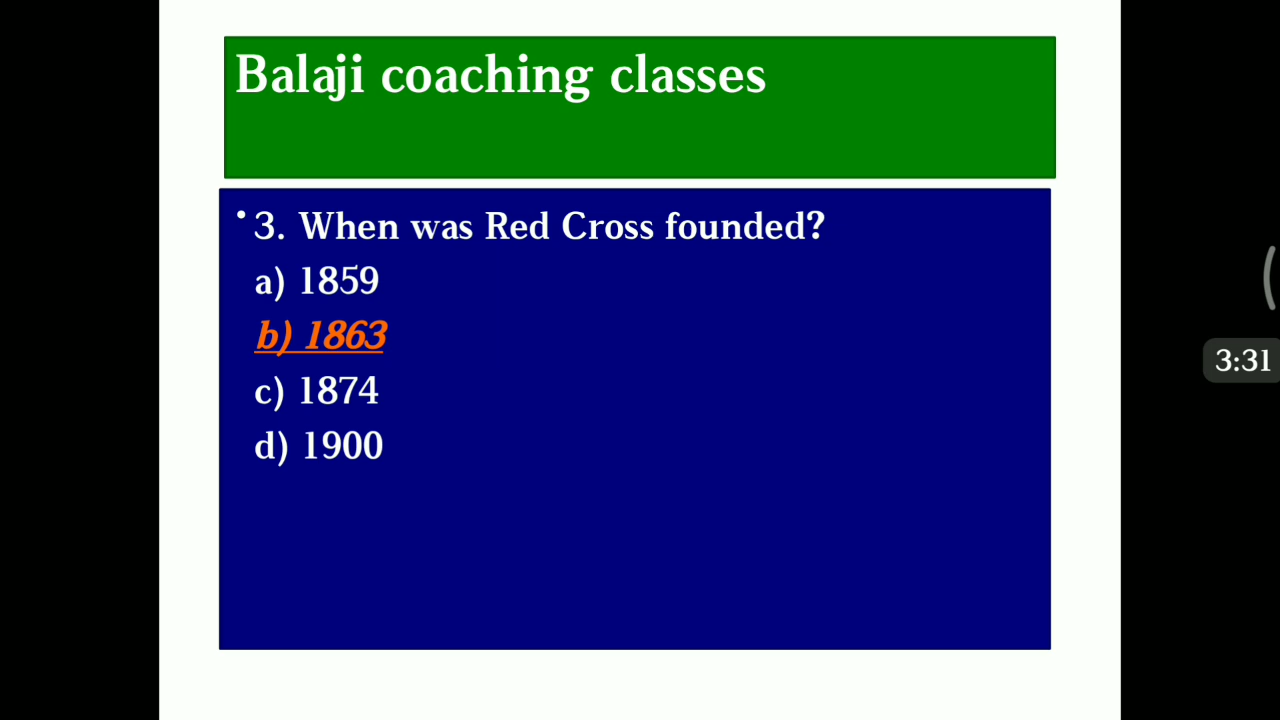 Balaji coaching classes
• 3. When was Red Cross founded?
a) 1859
b) 1863
c) 1874
d) 1900
3:31